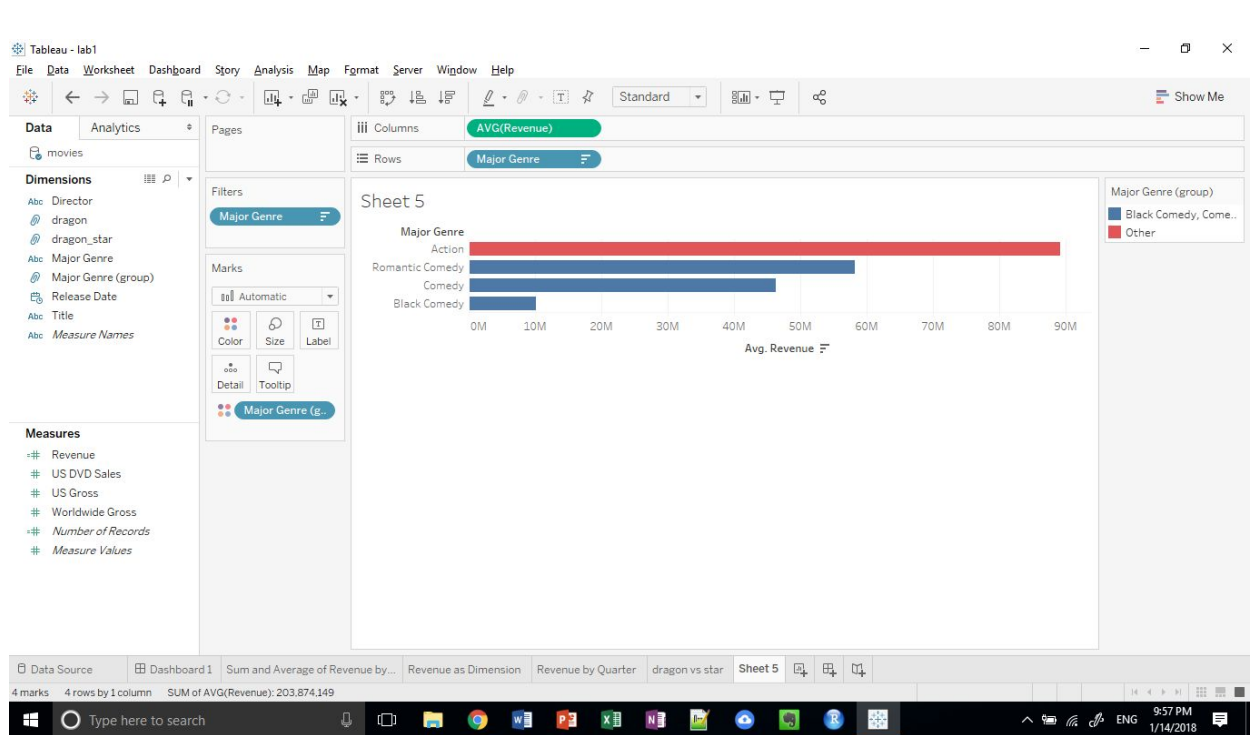 Tableau - lab1
File Data Worksheet Dashboard Story Analysis Map Format Server Window Help
Standard
Show Me
Data Analytics
movies
Dimensions
Abc Director
dragon
dragon_star
Abc Major Genre
Major Genre (group)
Release Date
Abc Title
Abc Measure Names
Measures
=# Revenue
# US DVD Sales
# US Gross
# Worldwide Gross
=# Number of Records
# Measure Values
Pages
Filters
Major Genre
Marks
Automatic
Color Size Label
Detail Tooltip
Major Genre (g..
Columns AVG(Revenue)
Rows Major Genre
Sheet 5
Major Genre
Action
Romantic Comedy
Comedy
Black Comedy
0M 10M 20M 30M 40M 50M 60M 70M 80M 90M
Avg. Revenue
Major Genre (group)
Black Comedy, Come..
Other
Data Source Dashboard 1 Sum and Average of Revenue by... Revenue as Dimension Revenue by Quarter dragon vs star Sheet 5
4 marks 4 rows by 1 column SUM of AVG(Revenue): 203,874,149
Type here to search
ENG
9:57 PM
1/14/2018